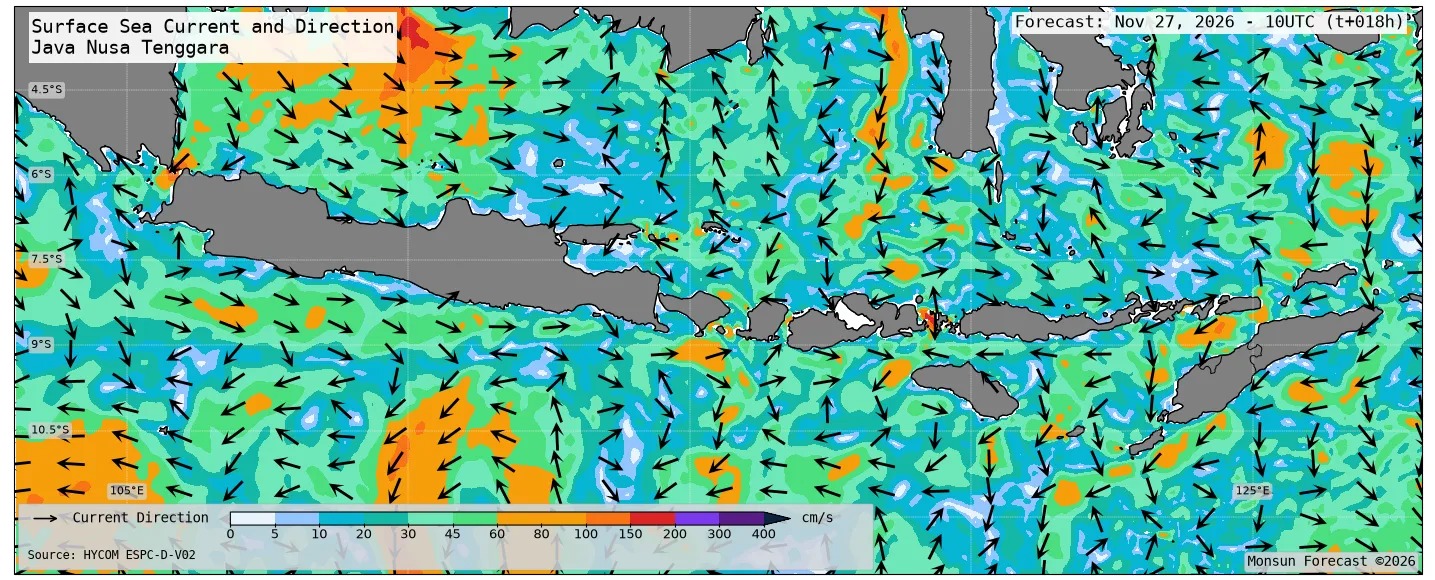 Surface Sea Current and Direction
Java Nusa Tenggara
Forecast: Nov 27, 2026 - 10UTC (t+018h)
4.5°S
6°S
7.5°S
9°S
10.5°S
105°E
125°E
Current Direction
0 5 10 20 30 45 60 80 100 150 200 300 400
cm/s
Source: HYCOM ESPC-D-V02
Monsun Forecast ©2026